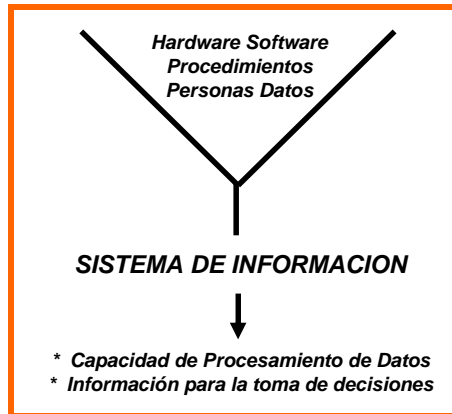 Hardware Software
Procedimientos
Personas Datos
SISTEMA DE INFORMACION
* Capacidad de Procesamiento de Datos
* Información para la toma de decisiones